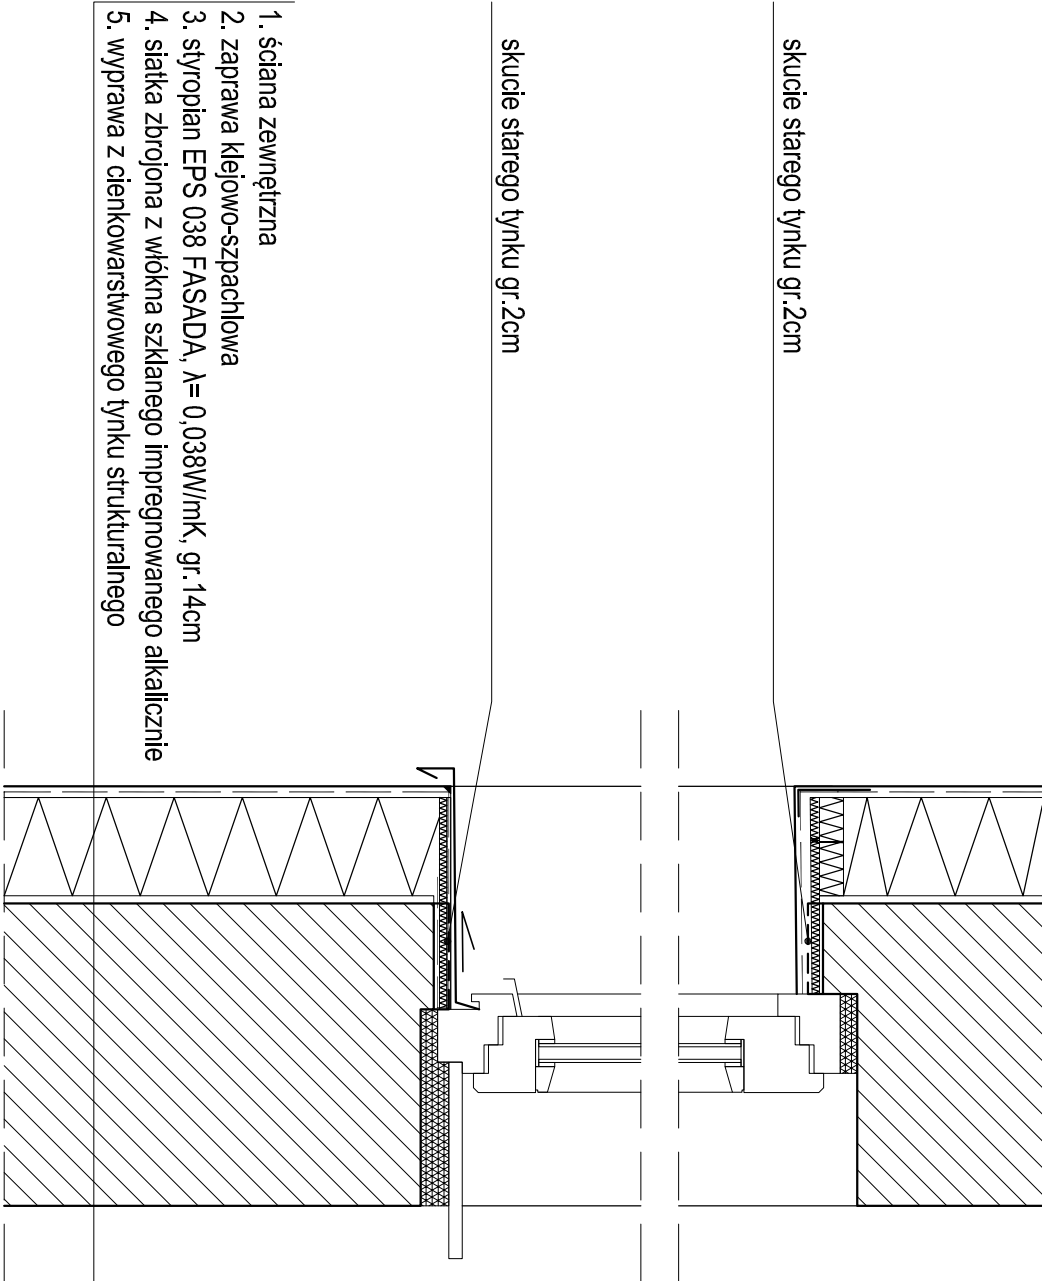 skucie starego tynku gr.2cm
skucie starego tynku gr.2cm
1. ściana zewnętrzna
2. zaprawa klejowo-szpachlowa
3. styropian EPS 038 FASADA, λ= 0,038W/mK, gr.14cm
4. siatka zbrojona z włókna szklanego impregnowanego alkalicznie
5. wyprawa z cienkowarstwowego tynku strukturalnego